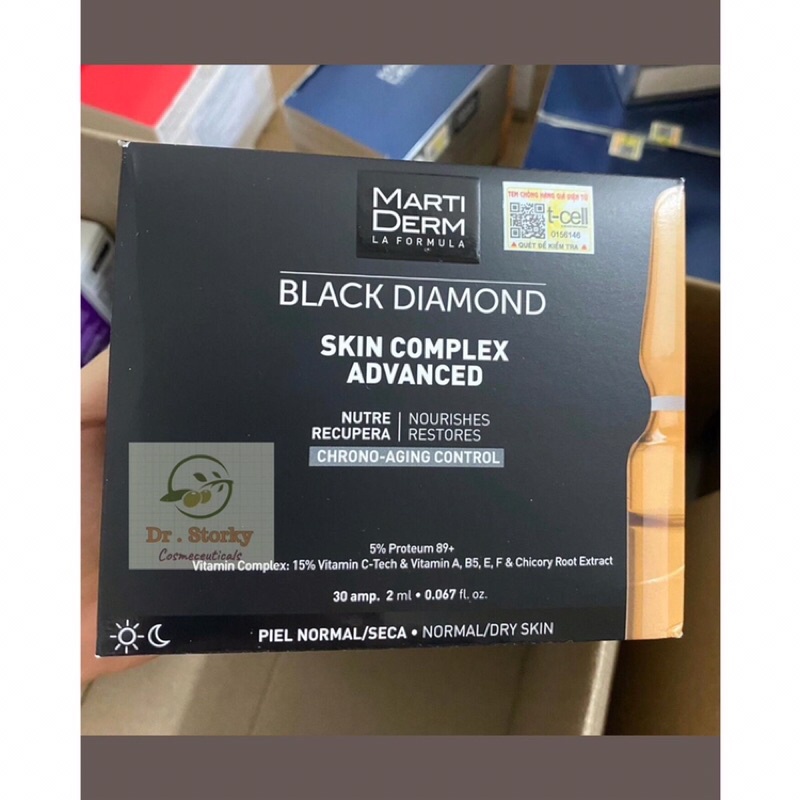 MARTI
DERM
LA FORMULA
TEM CHỐNG HÀNG GIẢ ĐIỆN TỬ
t-cell
0156146
QUÉT ĐỂ KIỂM TRA
BLACK DIAMOND
SKIN COMPLEX
ADVANCED
NUTRE | NOURISHES
RECUPERA | RESTORES
CHRONO-AGING CONTROL
Dr . Storky
Cosmeceuticals
5% Proteum 89+
Vitamin Complex: 15% Vitamin C-Tech & Vitamin A, B5, E, F & Chicory Root Extract
30 amp. 2 ml • 0.067 fl. oz.
PIEL NORMAL/SECA • NORMAL/DRY SKIN